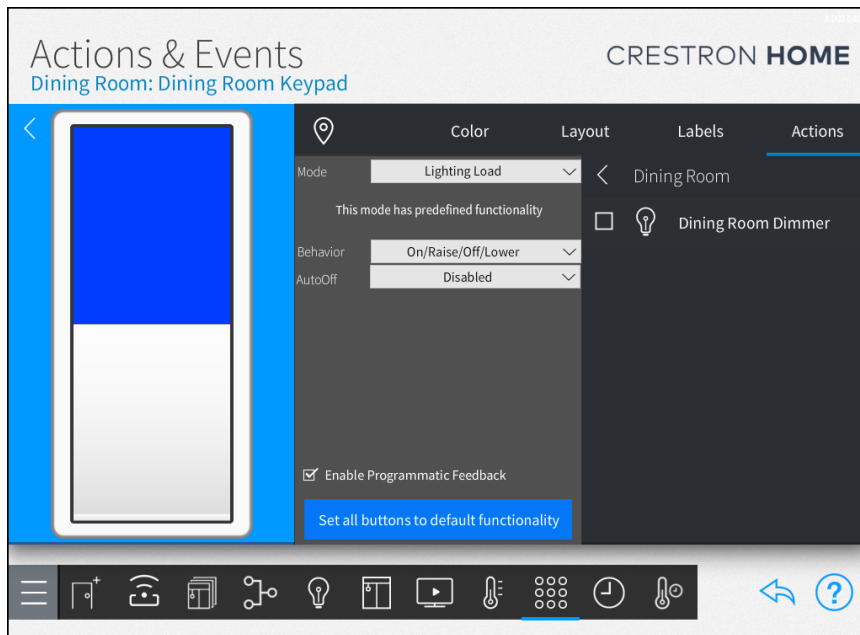 Actions & Events
CRESTRON HOME
Dining Room: Dining Room Keypad
Color
Layout
Labels
Actions
Mode
Lighting Load
Dining Room
This mode has predefined functionality
Dining Room Dimmer
Behavior
On/Raise/Off/Lower
AutoOff
Disabled
Enable Programmatic Feedback
Set all buttons to default functionality
?